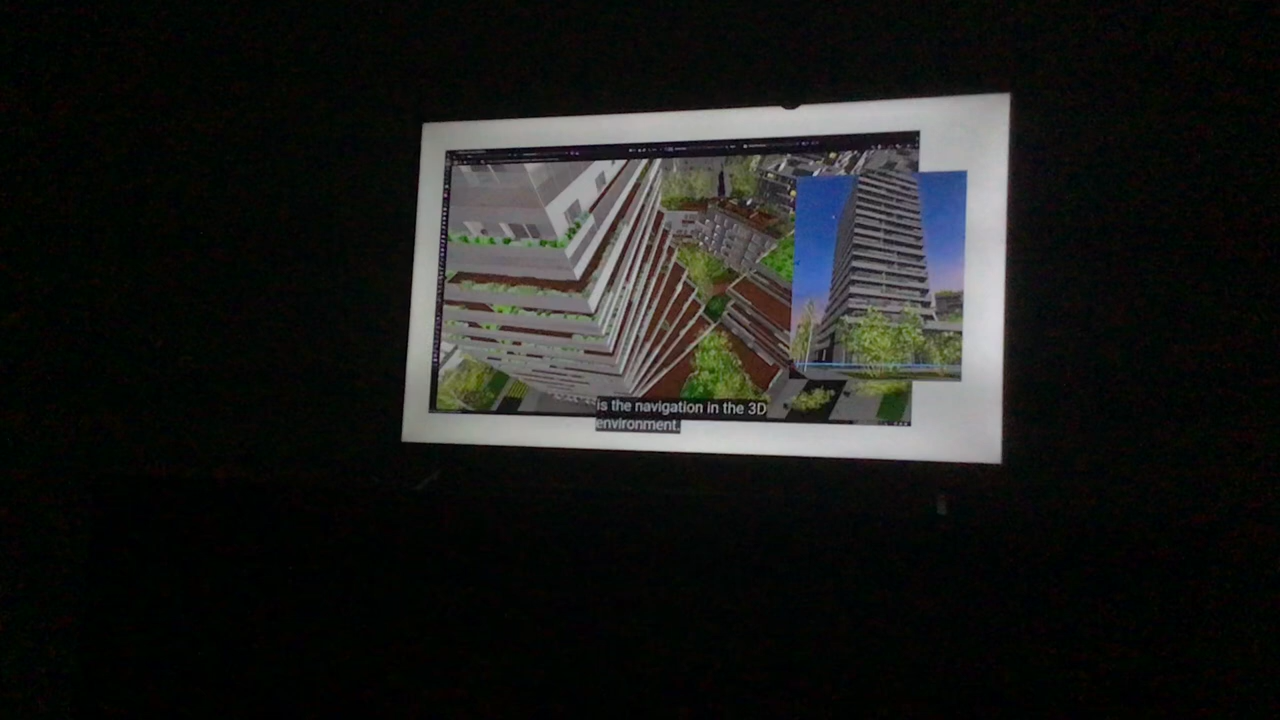 is the navigation in the 3D
environment.